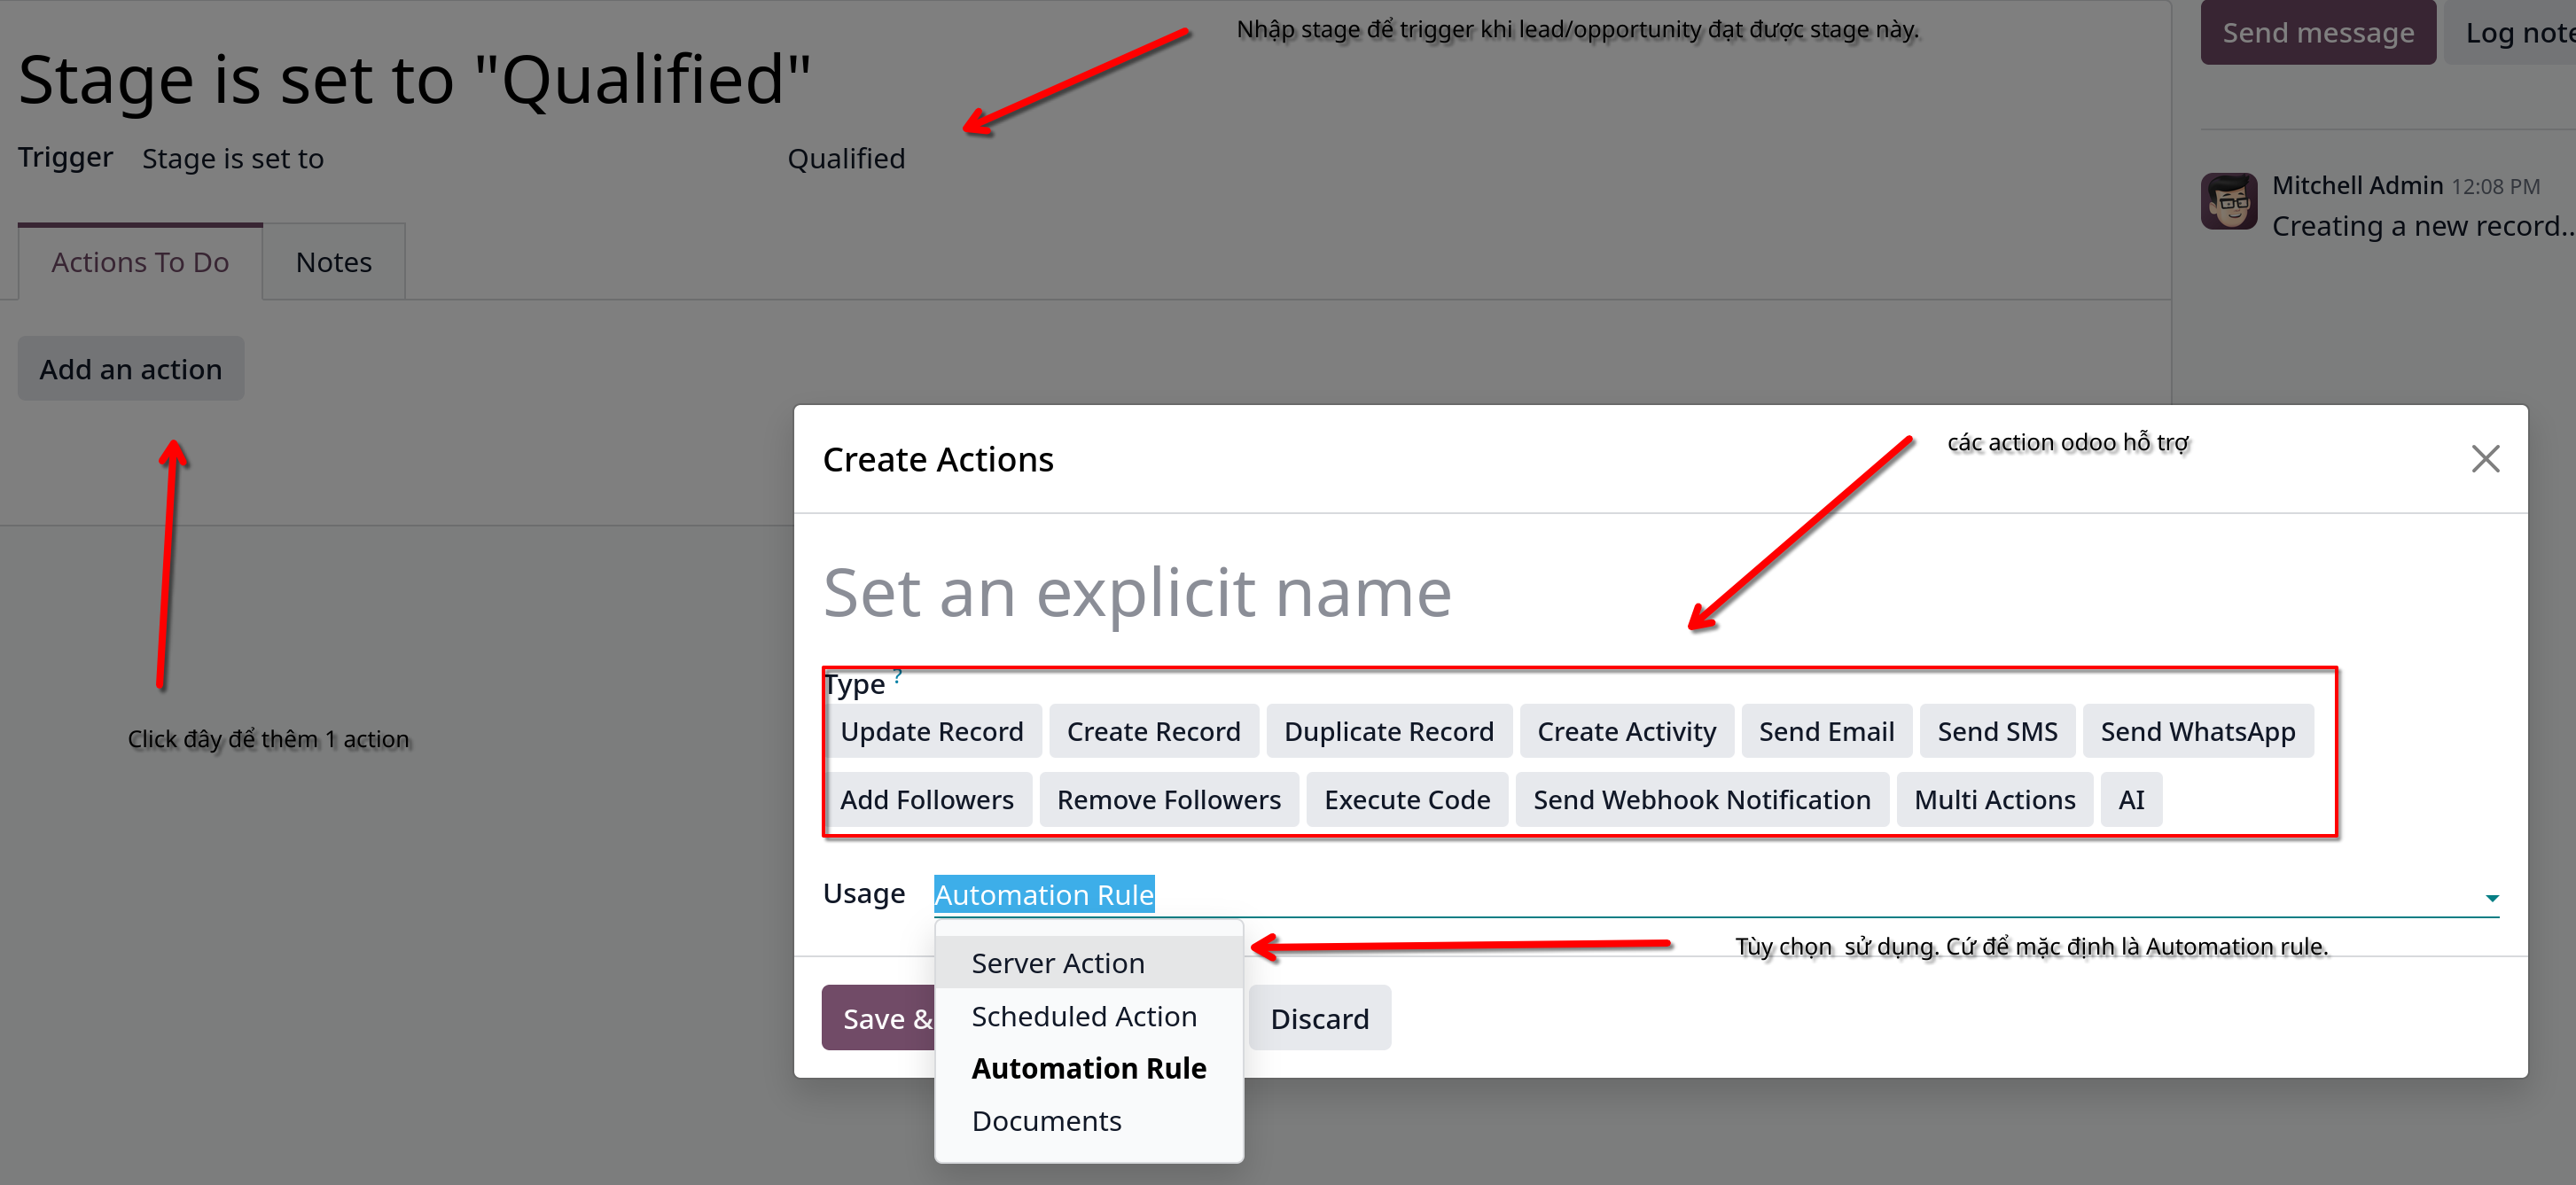 Nhập stage để trigger khi lead/opportunity đạt được stage này.
Send message
Log note
Stage is set to "Qualified"
Trigger Stage is set to Qualified
Mitchell Admin 12:08 PM
Creating a new record...
Actions To Do Notes
Add an action
Click đây để thêm 1 action
Create Actions
các action odoo hỗ trợ
Set an explicit name
Type ?
Update Record Create Record Duplicate Record Create Activity Send Email Send SMS Send WhatsApp
Add Followers Remove Followers Execute Code Send Webhook Notification Multi Actions AI
Usage Automation Rule
Tùy chọn sử dụng. Cứ để mặc định là Automation rule.
Server Action
Scheduled Action
Automation Rule
Documents
Save & Discard